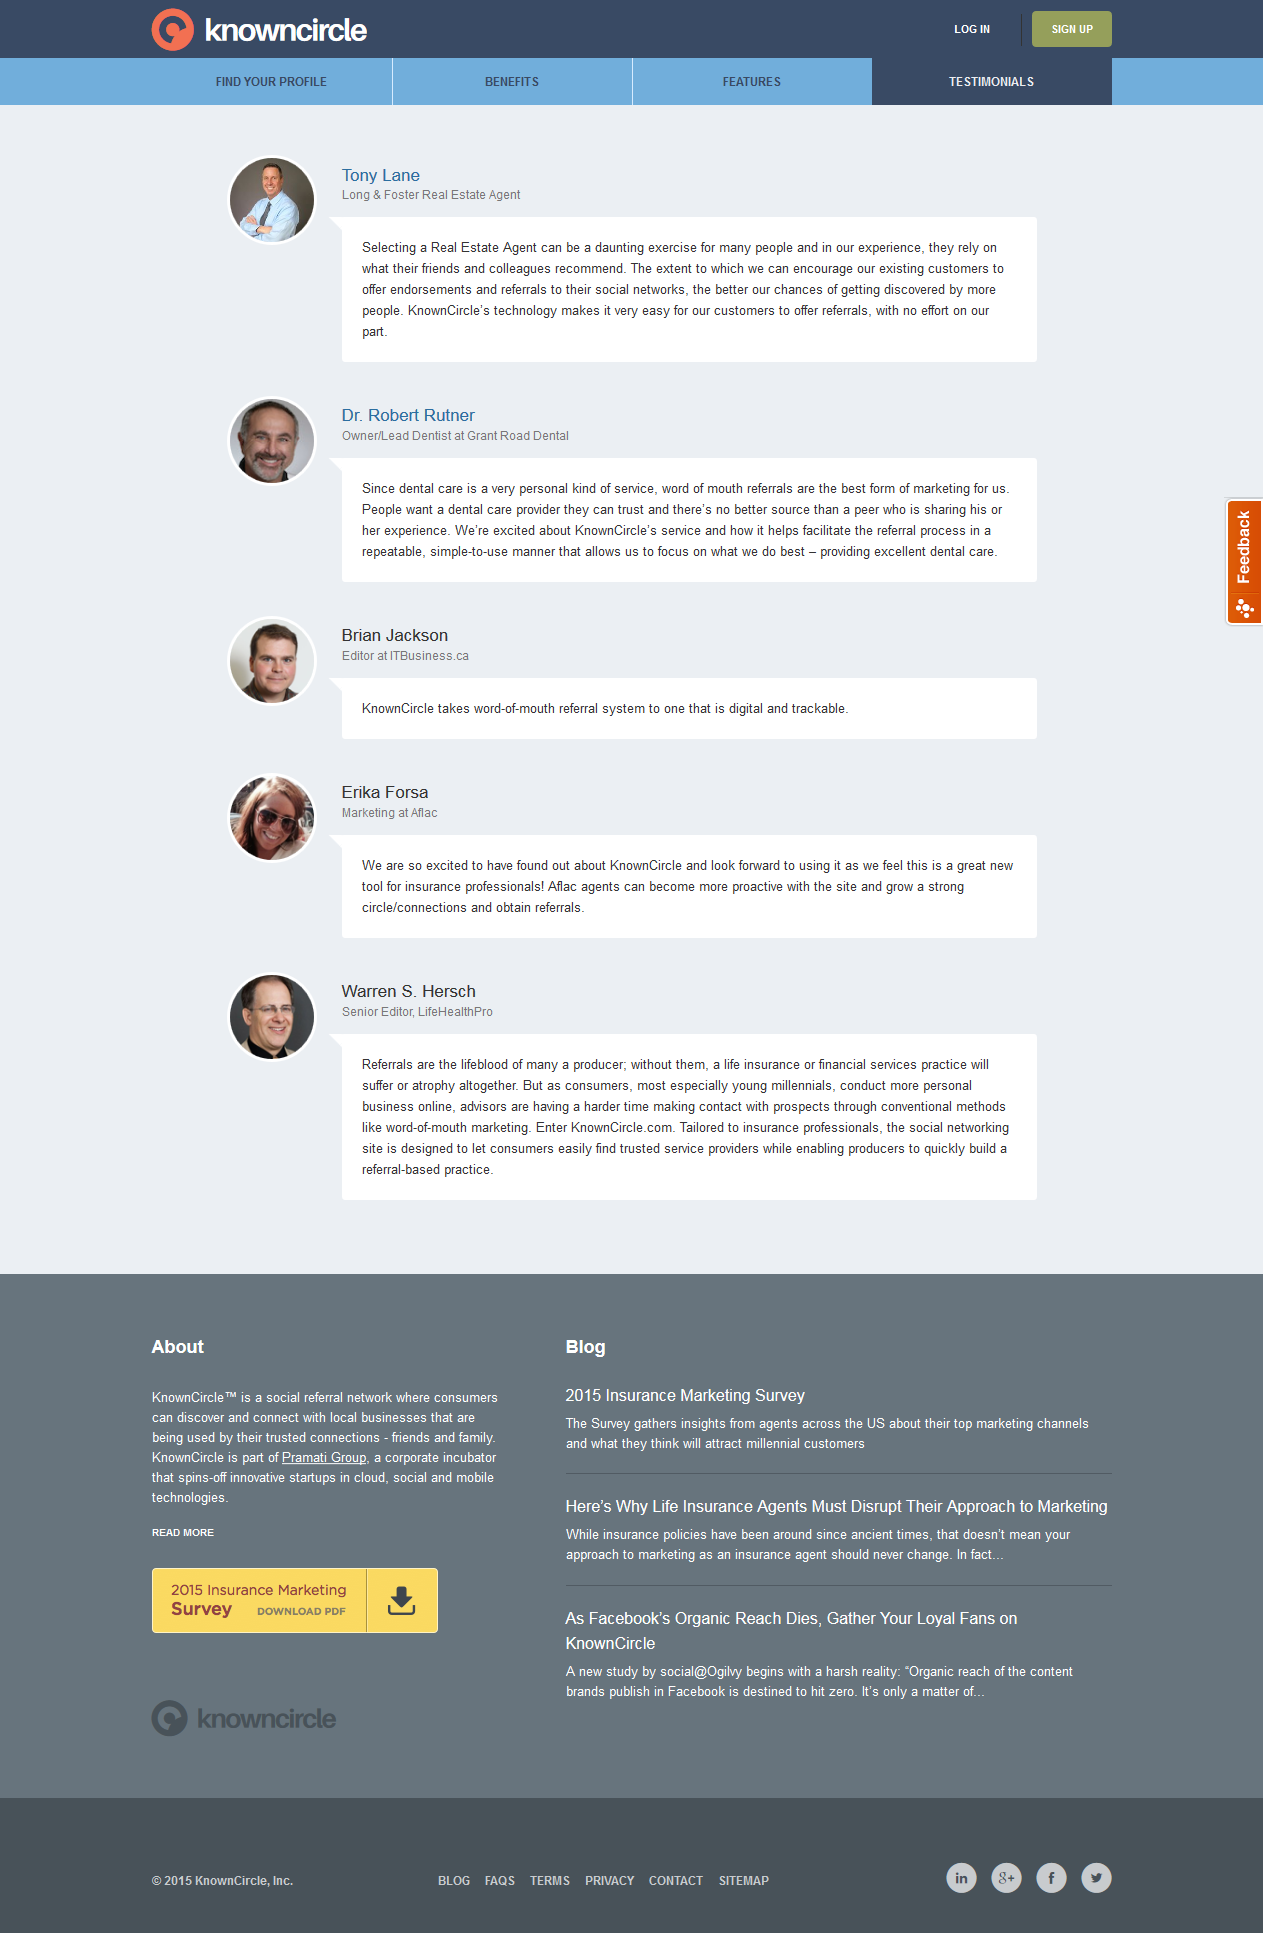 knowncircle
LOG IN
SIGN UP
FIND YOUR PROFILE
BENEFITS
FEATURES
TESTIMONIALS
Tony Lane
Long & Foster Real Estate Agent
Selecting a Real Estate Agent can be a daunting exercise for many people and in our experience, they rely on
what their friends and colleagues recommend. The extent to which we can encourage our existing customers to
offer endorsements and referrals to their social networks, the better our chances of getting discovered by more
people. KnownCircle’s technology makes it very easy for our customers to offer referrals, with no effort on our
part.
Dr. Robert Rutner
Owner/Lead Dentist at Grant Road Dental
Since dental care is a very personal kind of service, word of mouth referrals are the best form of marketing for us.
People want a dental care provider they can trust and there’s no better source than a peer who is sharing his or
her experience. We’re excited about KnownCircle’s service and how it helps facilitate the referral process in a
repeatable, simple-to-use manner that allows us to focus on what we do best – providing excellent dental care.
Feedback
Brian Jackson
Editor at ITBusiness.ca
KnownCircle takes word-of-mouth referral system to one that is digital and trackable.
Erika Forsa
Marketing at Aflac
We are so excited to have found out about KnownCircle and look forward to using it as we feel this is a great new
tool for insurance professionals! Aflac agents can become more proactive with the site and grow a strong
circle/connections and obtain referrals.
Warren S. Hersch
Senior Editor, LifeHealthPro
Referrals are the lifeblood of many a producer; without them, a life insurance or financial services practice will
suffer or atrophy altogether. But as consumers, most especially young millennials, conduct more personal
business online, advisors are having a harder time making contact with prospects through conventional methods
like word-of-mouth marketing. Enter KnownCircle.com. Tailored to insurance professionals, the social networking
site is designed to let consumers easily find trusted service providers while enabling producers to quickly build a
referral-based practice.
About
KnownCircle™ is a social referral network where consumers
can discover and connect with local businesses that are
being used by their trusted connections - friends and family.
KnownCircle is part of Pramati Group, a corporate incubator
that spins-off innovative startups in cloud, social and mobile
technologies.
READ MORE
2015 Insurance Marketing
Survey DOWNLOAD PDF
knowncircle
Blog
2015 Insurance Marketing Survey
The Survey gathers insights from agents across the US about their top marketing channels
and what they think will attract millennial customers
Here’s Why Life Insurance Agents Must Disrupt Their Approach to Marketing
While insurance policies have been around since ancient times, that doesn’t mean your
approach to marketing as an insurance agent should never change. In fact...
As Facebook’s Organic Reach Dies, Gather Your Loyal Fans on
KnownCircle
A new study by social@Ogilvy begins with a harsh reality: “Organic reach of the content
brands publish in Facebook is destined to hit zero. It’s only a matter of...
© 2015 KnownCircle, Inc.
BLOG FAQS TERMS PRIVACY CONTACT SITEMAP
in
g+
f